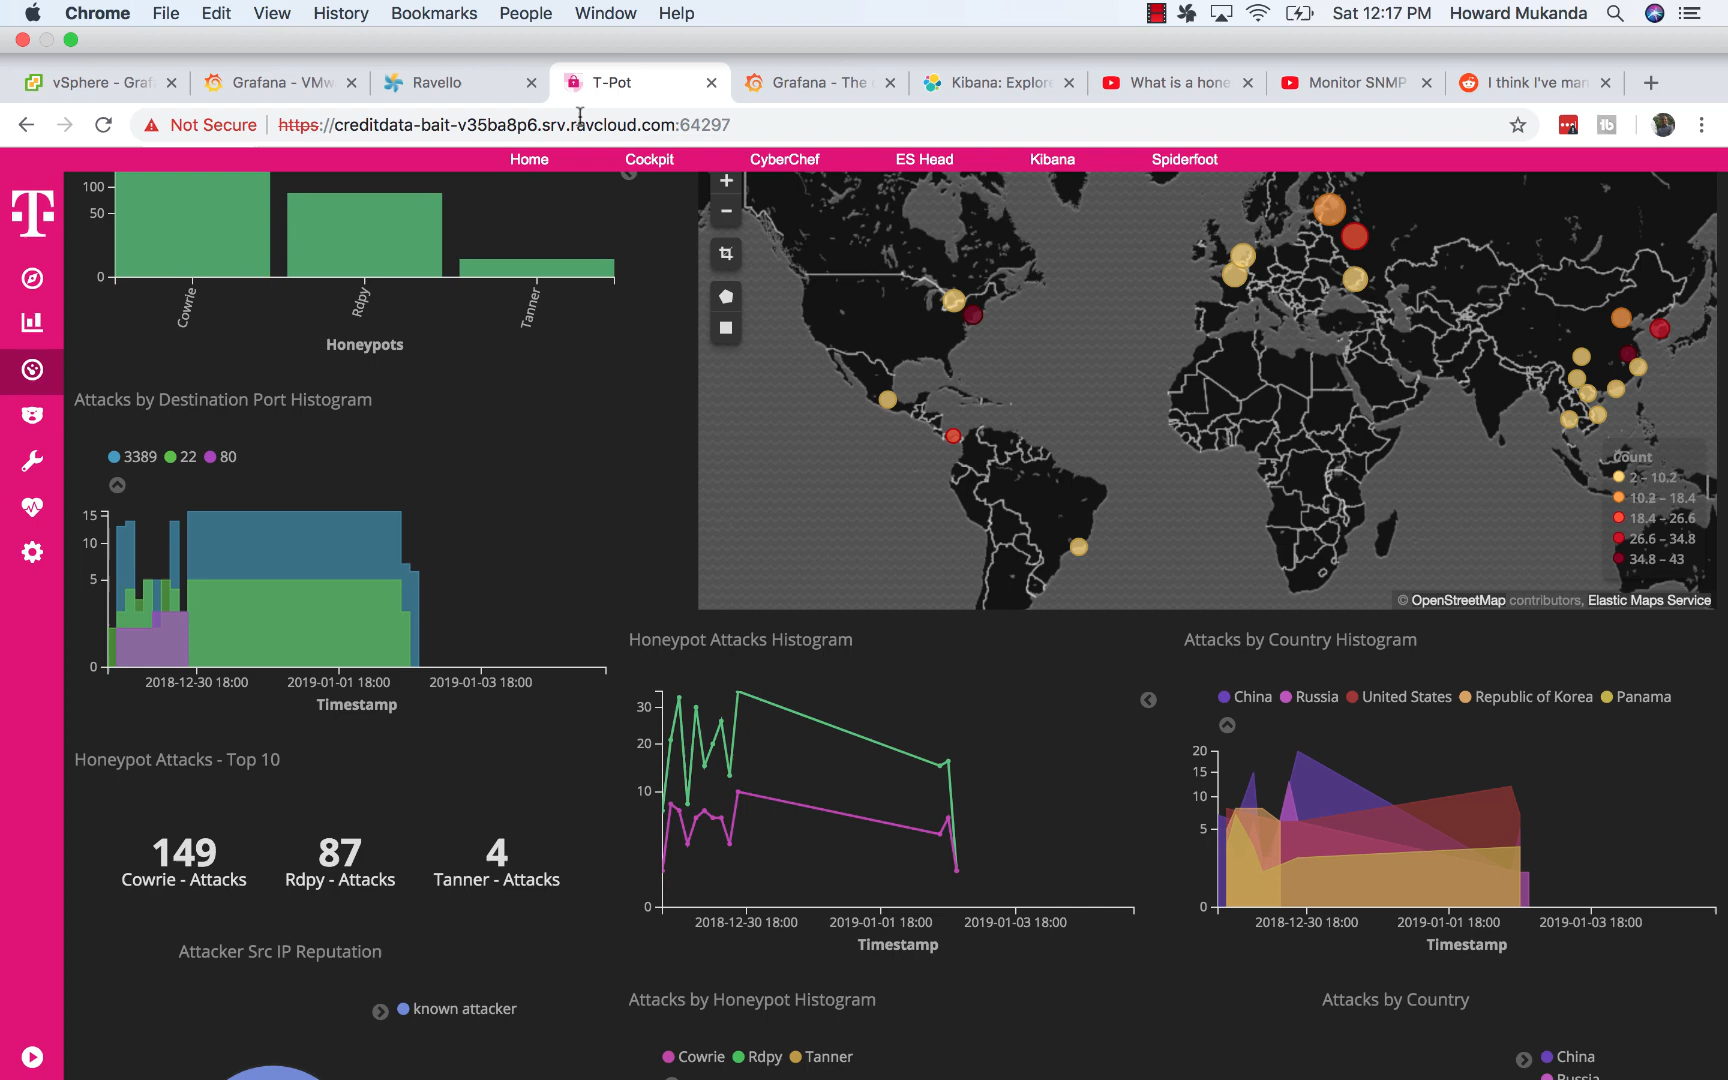 Chrome File Edit View History Bookmarks People Window Help Sat 12:17 PM Howard Mukanda
vSphere - Graf Grafana - VMw Ravello T-Pot Grafana - The Kibana: Explor What is a hone Monitor SNMP I think I've man
Not Secure https://creditdata-bait-v35ba8p6.srv.ravcloud.com:64297
Home Cockpit CyberChef ES Head Kibana Spiderfoot
T
100
50
0
Cowrie Rdpy Tanner
Honeypots
+
−
Count
2 – 10.2
10.2 – 18.4
18.4 – 26.6
26.6 – 34.8
34.8 – 43
© OpenStreetMap contributors, Elastic Maps Service
Attacks by Destination Port Histogram
3389 22 80
15
10
5
0
2018-12-30 18:00 2019-01-01 18:00 2019-01-03 18:00
Timestamp
Honeypot Attacks Histogram
30
20
10
0
2018-12-30 18:00 2019-01-01 18:00 2019-01-03 18:00
Timestamp
Attacks by Country Histogram
China Russia United States Republic of Korea Panama
20
15
10
5
0
2018-12-30 18:00 2019-01-01 18:00 2019-01-03 18:00
Timestamp
Honeypot Attacks - Top 10
149 87 4
Cowrie - Attacks Rdpy - Attacks Tanner - Attacks
Attacker Src IP Reputation
known attacker
Attacks by Honeypot Histogram
Cowrie Rdpy Tanner
Attacks by Country
China
Russia